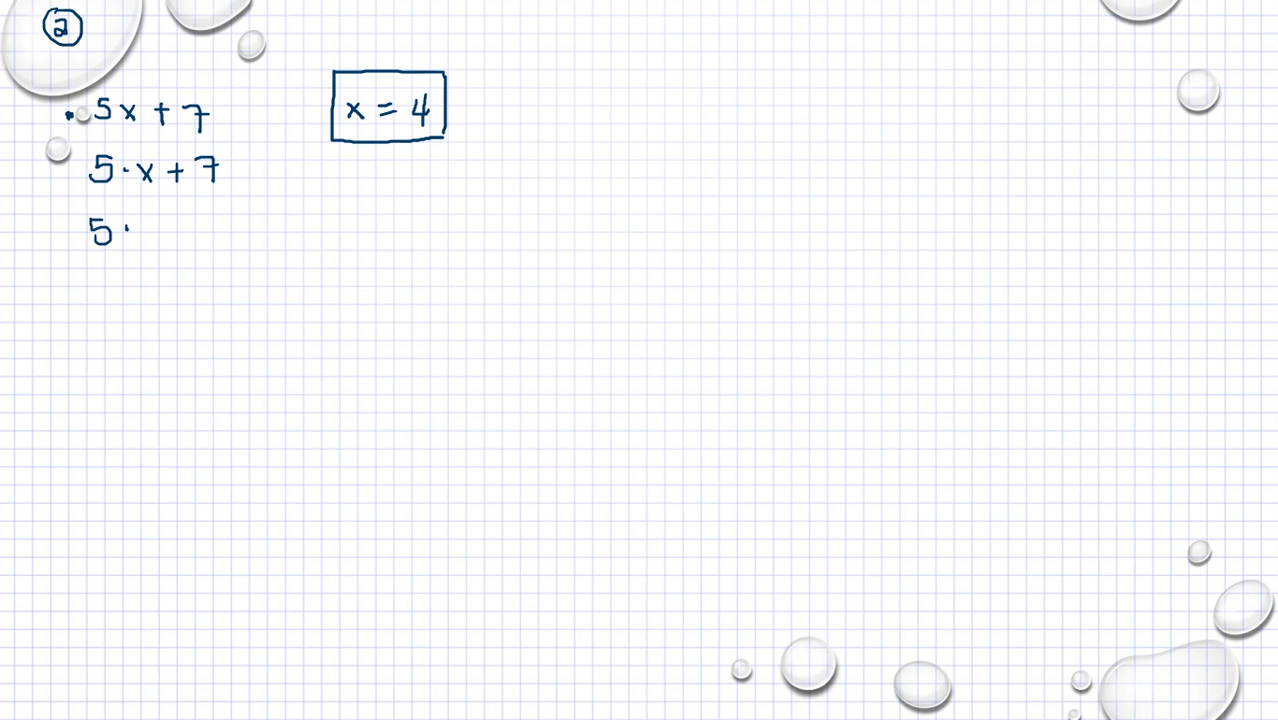 ②
• 5x + 7
x = 4
5·x + 7
5·